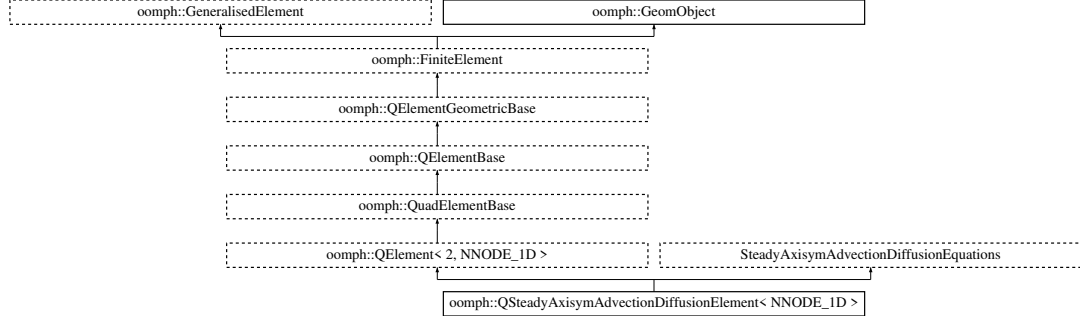 oomph::GeneralisedElement
oomph::GeomObject
oomph::FiniteElement
oomph::QElementGeometricBase
oomph::QElementBase
oomph::QuadElementBase
oomph::QElement< 2, NNODE_1D >
SteadyAxisymAdvectionDiffusionEquations
oomph::QSteadyAxisymAdvectionDiffusionElement< NNODE_1D >